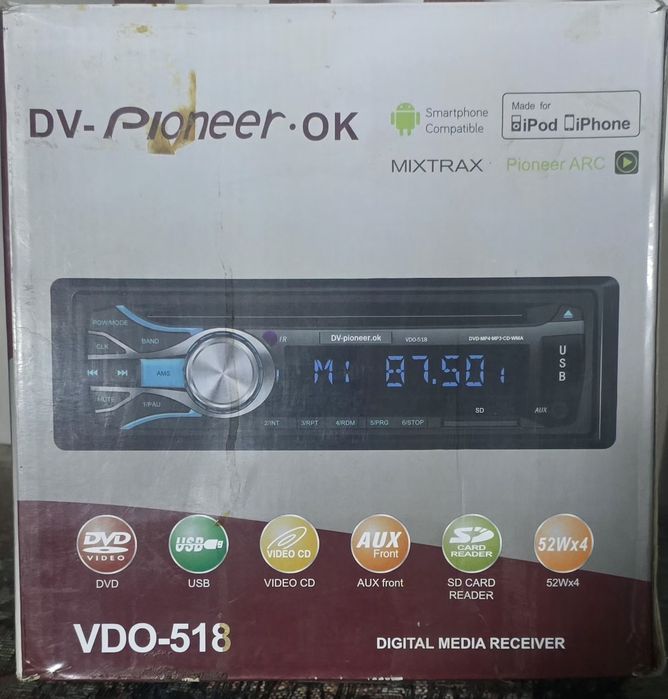 DV-Pioneer·OK
Smartphone
Compatible
Made for
iPod iPhone
MIXTRAX
Pioneer ARC
POW/MODE
BAND
CLK
AMS
MUTE
1/PAU
IR
DV-pioneer.ok
VDO-518
DVD·MP4·MP3·CD·WMA
M1 87.50 1
USB
2/INT
3/RPT
4/RDM
5/PRG
6/STOP
SD
AUX
DVD
VIDEO
DVD
USB
USB
VIDEO CD
VIDEO CD
AUX
Front
AUX front
SD
CARD
READER
SD CARD
READER
52Wx4
52Wx4
VDO-518
DIGITAL MEDIA RECEIVER